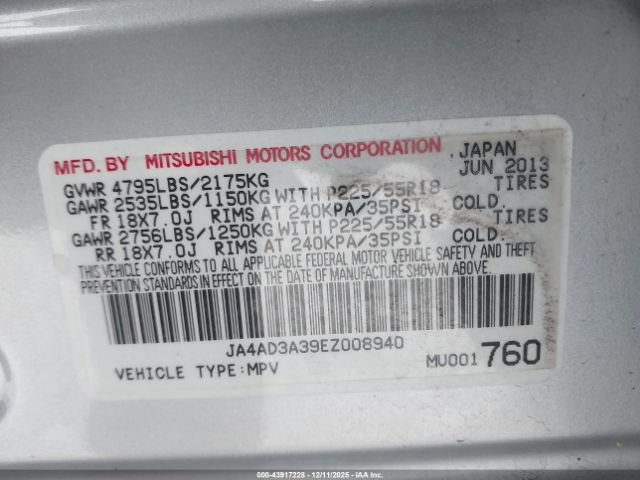 MFD. BY MITSUBISHI MOTORS CORPORATION JAPAN
GVWR 4795LBS/2175KG JUN 2013
GAWR 2535LBS/1150KG WITH P225/55R18 TIRES
FR 18X7.0J RIMS AT 240KPA/35PSI COLD.
GAWR 2756LBS/1250KG WITH P225/55R18 TIRES
RR 18X7.0J RIMS AT 240KPA/35PSI COLD
THIS VEHICLE CONFORMS TO ALL APPLICABLE FEDERAL MOTOR VEHICLE SAFETY AND THEFT
PREVENTION STANDARDS IN EFFECT ON THE DATE OF MANUFACTURE SHOWN ABOVE.
JA4AD3A39EZ008940
VEHICLE TYPE:MPV MU001 760
000-43917228 - 12/11/2025 - IAAI.CA